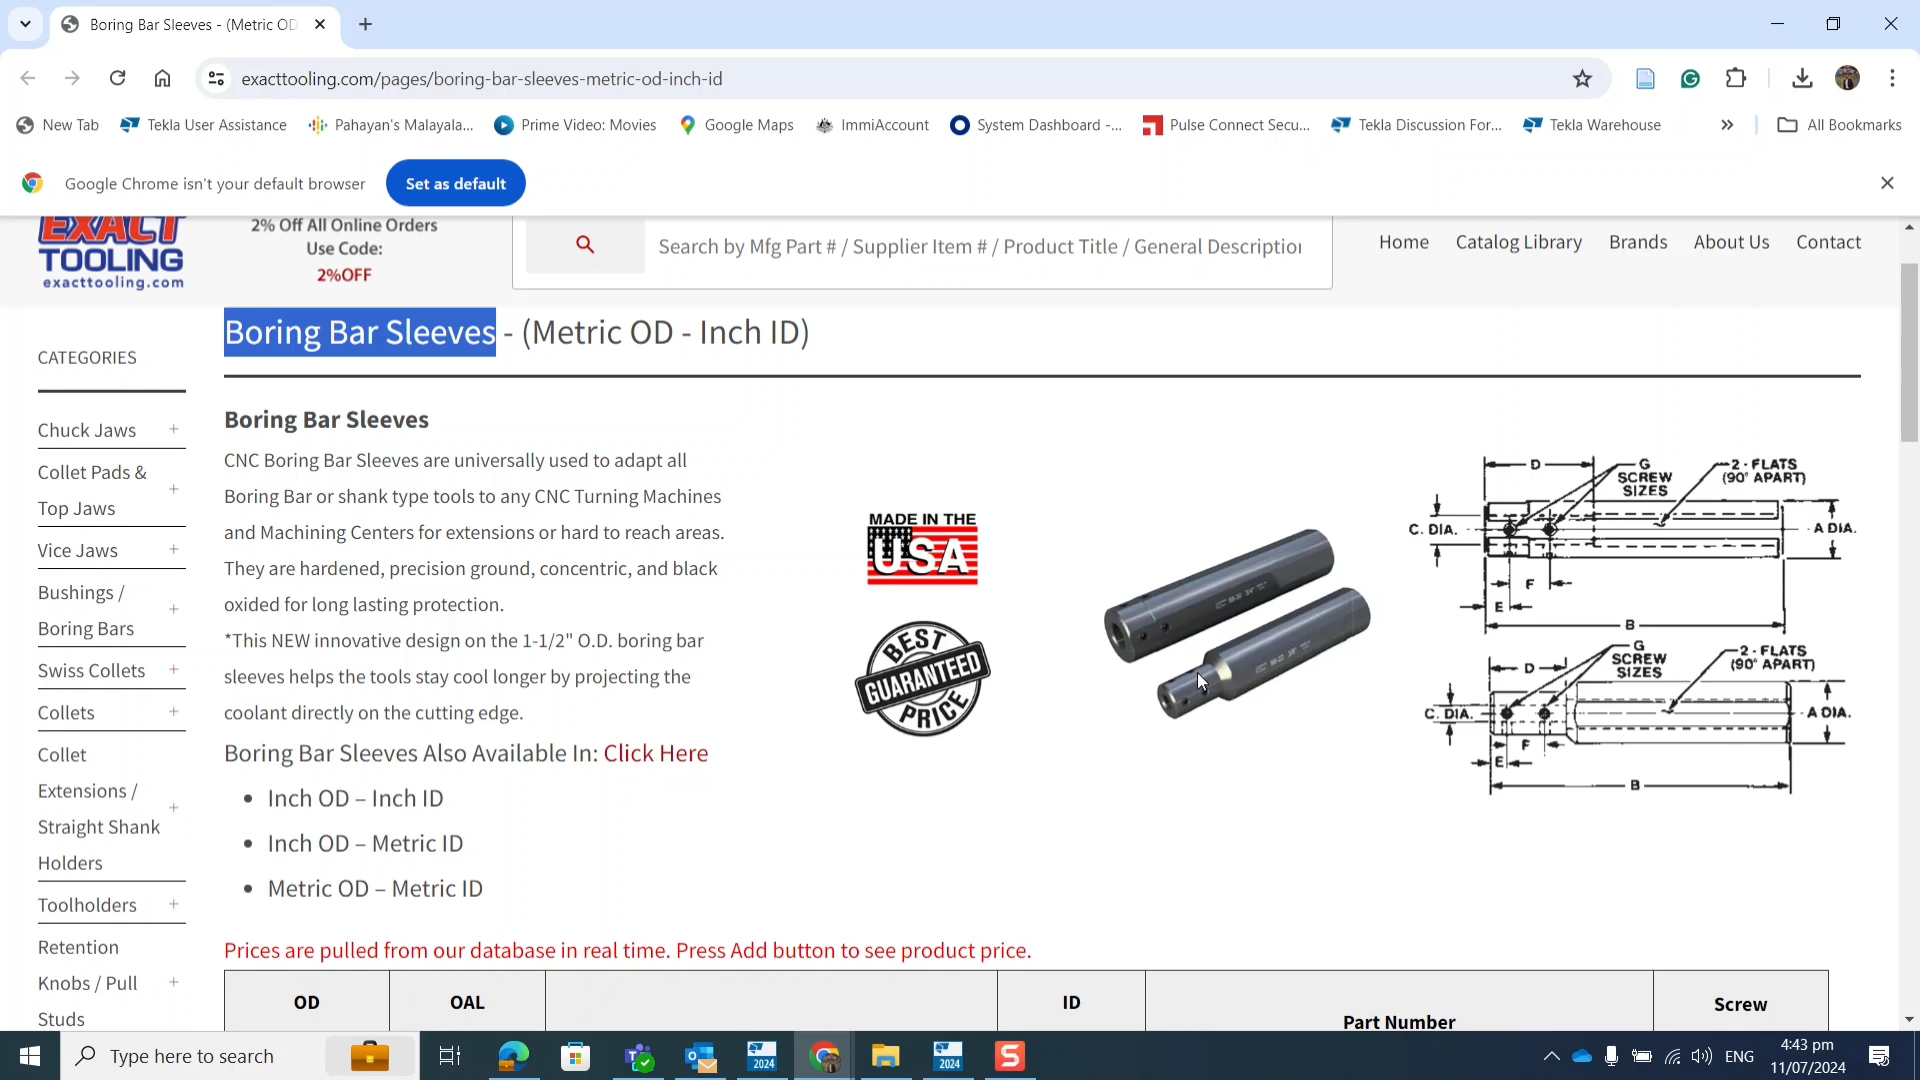 Boring Bar Sleeves - (Metric OD
exacttooling.com/pages/boring-bar-sleeves-metric-od-inch-id
New Tab
Tekla User Assistance
Pahayan's Malayala...
Prime Video: Movies
Google Maps
ImmiAccount
System Dashboard -...
Pulse Connect Secu...
Tekla Discussion For...
Tekla Warehouse
All Bookmarks
Google Chrome isn't your default browser
Set as default
EXACT
TOOLING
exacttooling.com
2% Off All Online Orders
Use Code:
2%OFF
Search by Mfg Part # / Supplier Item # / Product Title / General Description
Home
Catalog Library
Brands
About Us
Contact
Boring Bar Sleeves - (Metric OD - Inch ID)
CATEGORIES
Chuck Jaws +
Collet Pads &
Top Jaws +
Vice Jaws +
Bushings /
Boring Bars +
Swiss Collets +
Collets +
Collet
Extensions /
Straight Shank
Holders +
Toolholders +
Retention
Knobs / Pull
Studs +
Boring Bar Sleeves
CNC Boring Bar Sleeves are universally used to adapt all
Boring Bar or shank type tools to any CNC Turning Machines
and Machining Centers for extensions or hard to reach areas.
They are hardened, precision ground, concentric, and black
oxided for long lasting protection.
*This NEW innovative design on the 1-1/2" O.D. boring bar
sleeves helps the tools stay cool longer by projecting the
coolant directly on the cutting edge.
Boring Bar Sleeves Also Available In: Click Here
• Inch OD – Inch ID
• Inch OD – Metric ID
• Metric OD – Metric ID
MADE IN THE
USA
BEST
GUARANTEED
PRICE
D
G
SCREW
SIZES
2 - FLATS
(90° APART)
C. DIA.
A DIA.
F
E
B
D
G
SCREW
SIZES
2 - FLATS
(90° APART)
C. DIA.
A DIA.
F
E
B
Prices are pulled from our database in real time. Press Add button to see product price.
OD
OAL
ID
Part Number
Screw
Type here to search
2024
2024
ENG
4:43 pm
11/07/2024